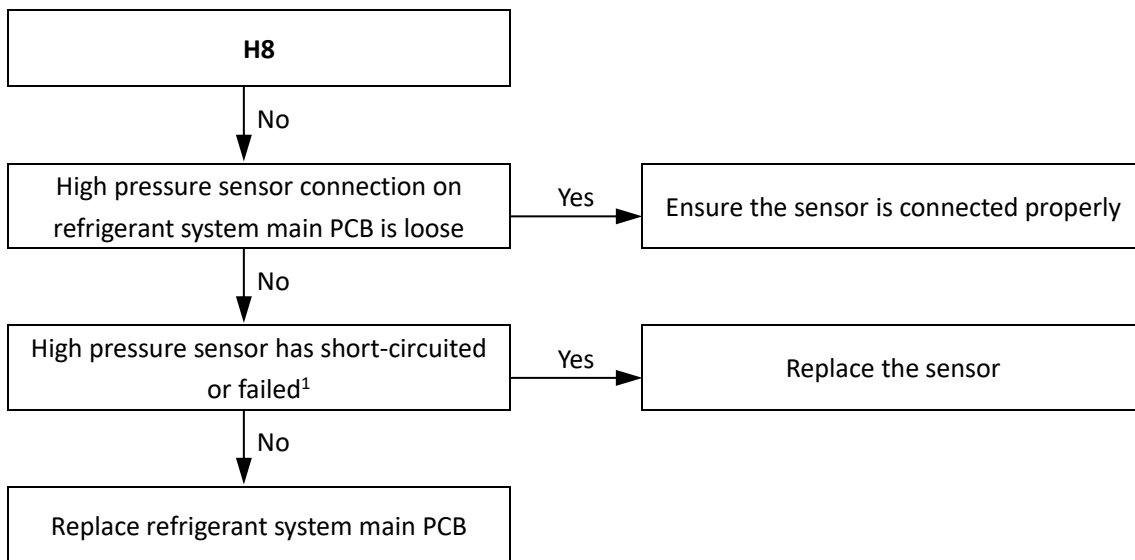 H8
No
High pressure sensor connection on
refrigerant system main PCB is loose
Yes
Ensure the sensor is connected properly
No
High pressure sensor has short-circuited
or failed¹
Yes
Replace the sensor
No
Replace refrigerant system main PCB